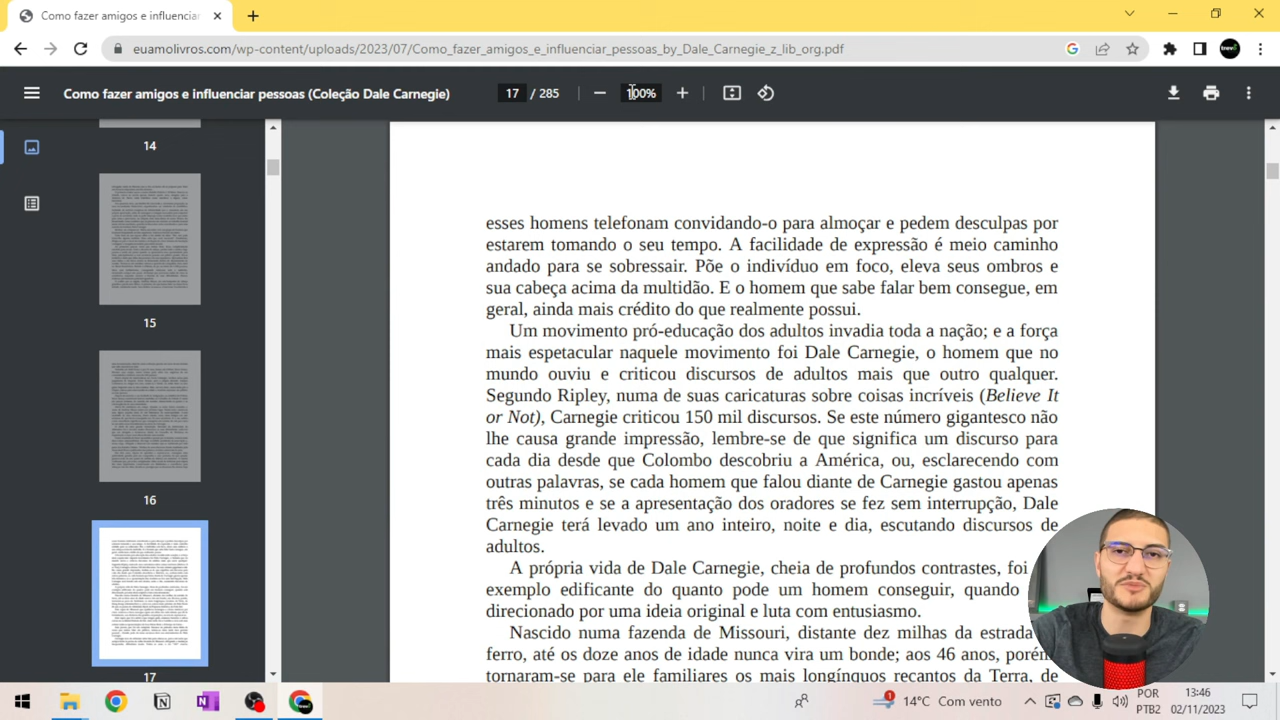 Como fazer amigos e influenciar
euamolivros.com/wp-content/uploads/2023/07/Como_fazer_amigos_e_influenciar_pessoas_by_Dale_Carnegie_z_lib_org.pdf
Como fazer amigos e influenciar pessoas (Coleção Dale Carnegie)
17 / 285
100%
14
15
16
17
esses homens telefonam convidando-o para almoçar e pedem desculpas por
estarem tomando o seu tempo. A facilidade de expressão é meio caminho
andado para se sobressair. Põe o indivíduo em foco, eleva seus ombros e
sua cabeça acima da multidão. E o homem que sabe falar bem consegue, em
geral, ainda mais crédito do que realmente possui.
Um movimento pró-educação dos adultos invadia toda a nação; e a força
mais espetacular naquele movimento foi Dale Carnegie, o homem que no
mundo ouviu e criticou discursos de adultos mais que outro qualquer.
Segundo Ripley, numa de suas caricaturas sobre coisas incríveis (Believe It
or Not), Carnegie criticou 150 mil discursos. Se este número gigantesco não
lhe causa grande impressão, lembre-se de que significa um discurso para
cada dia desde que Colombo descobriu a América, ou, esclarecendo com
outras palavras, se cada homem que falou diante de Carnegie gastou apenas
três minutos e se a apresentação dos oradores se fez sem interrupção, Dale
Carnegie terá levado um ano inteiro, noite e dia, escutando discursos de
adultos.
A própria vida de Dale Carnegie, cheia de profundos contrastes, foi
exemplo frisante do quanto pode um homem conseguir, quando
direcionado a uma ideia original e luta com entusiasmo.
Nascido numa fazenda de Missouri, distante dez milhas da estrada
ferro, até os doze anos de idade nunca vira um bonde; aos 46 anos, porém
tornaram-se para ele familiares os mais longínquos recantos da Terra, de
trevo
1
14°C Com vento
POR
PTB2
13:46
02/11/2023